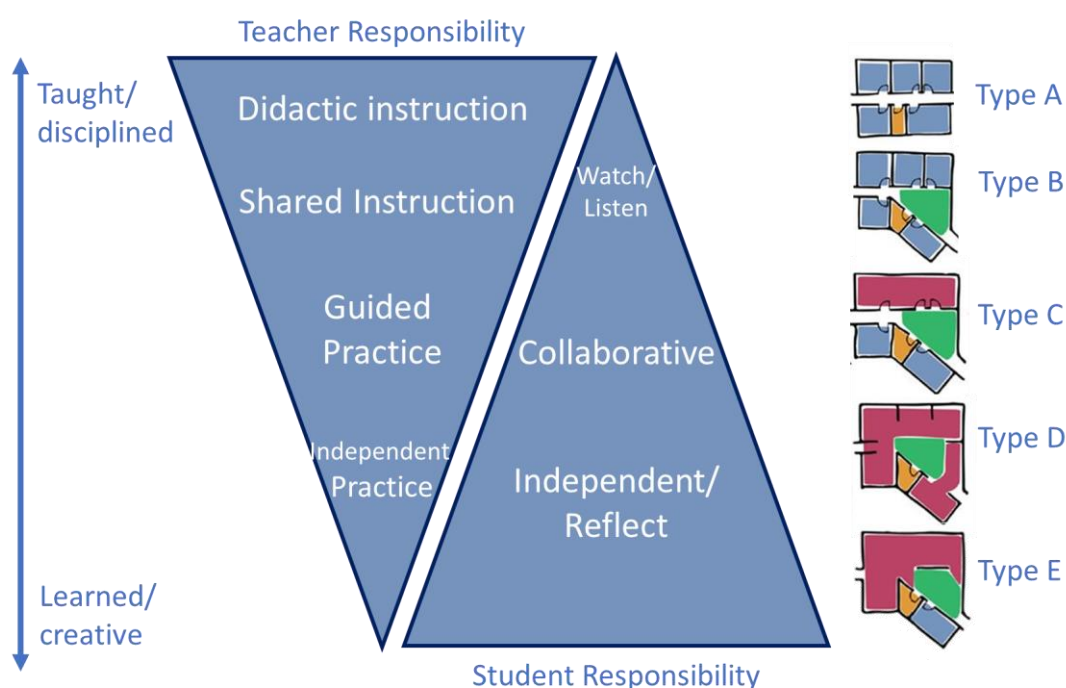 Teacher Responsibility
Taught/
disciplined
Didactic instruction
Shared Instruction
Guided
Practice
Independent
Practice
Learned/
creative
Watch/
Listen
Collaborative
Independent/
Reflect
Student Responsibility
Type A
Type B
Type C
Type D
Type E